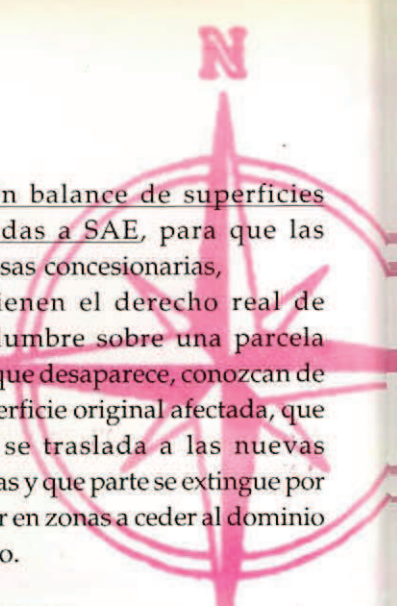 N
n balance de superficies
das a SAE, para que las
sas concesionarias,
ienen el derecho real de
lumbre sobre una parcela
que desaparece, conozcan de
erficie original afectada, que
se traslada a las nuevas
as y que parte se extingue por
r en zonas a ceder al dominio
o.